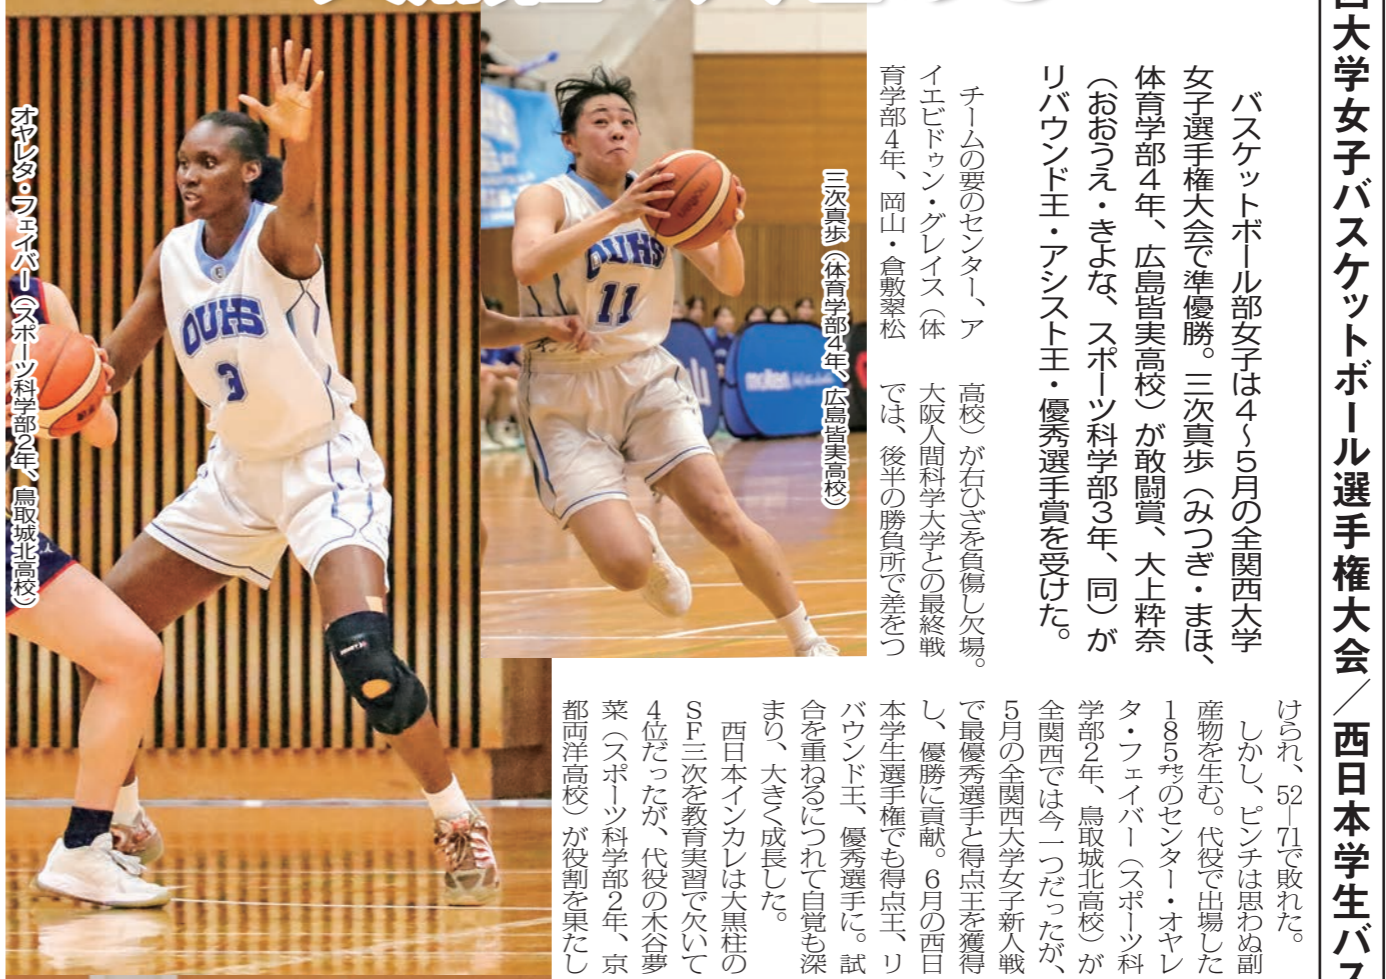 大学女子バスケットボール選手権大会／西日本学生バス
バスケットボール部女子は４〜５月の全関西大学
女子選手権大会で準優勝。三次真歩（みつぎ・まほ、
体育学部４年、広島皆実高校）が敢闘賞、大上粋奈
（おおうえ・きよな、スポーツ科学部３年、同）が
リバウンド王・アシスト王・優秀選手賞を受けた。
チームの要のセンター、ア
イエビドゥン・グレイス（体
育学部４年、岡山・倉敷翠松
高校）が右ひざを負傷し欠場。
大阪人間科学大学との最終戦
では、後半の勝負所で差をつ
けられ、52―71で敗れた。
しかし、ピンチは思わぬ副
産物を生む。代役で出場した
１８５㌢のセンター・オヤレ
タ・フェイバー（スポーツ科
学部２年、鳥取城北高校）が
全関西では今一つだったが、
５月の全関西大学女子新人戦
で最優秀選手と得点王を獲得
し、優勝に貢献。６月の西日
本学生選手権でも得点王、リ
バウンド王、優秀選手に。試
合を重ねるにつれて自覚も深
まり、大きく成長した。
西日本インカレは大黒柱の
ＳＦ三次を教育実習で欠いて
４位だったが、代役の木谷夢
菜（スポーツ科学部２年、京
都両洋高校）が役割を果たし
三次真歩（体育学部４年、広島皆実高校）
オヤレタ・フェイバー（スポーツ科学部２年、鳥取城北高校）
OUHS
3
OUHS
11
molten